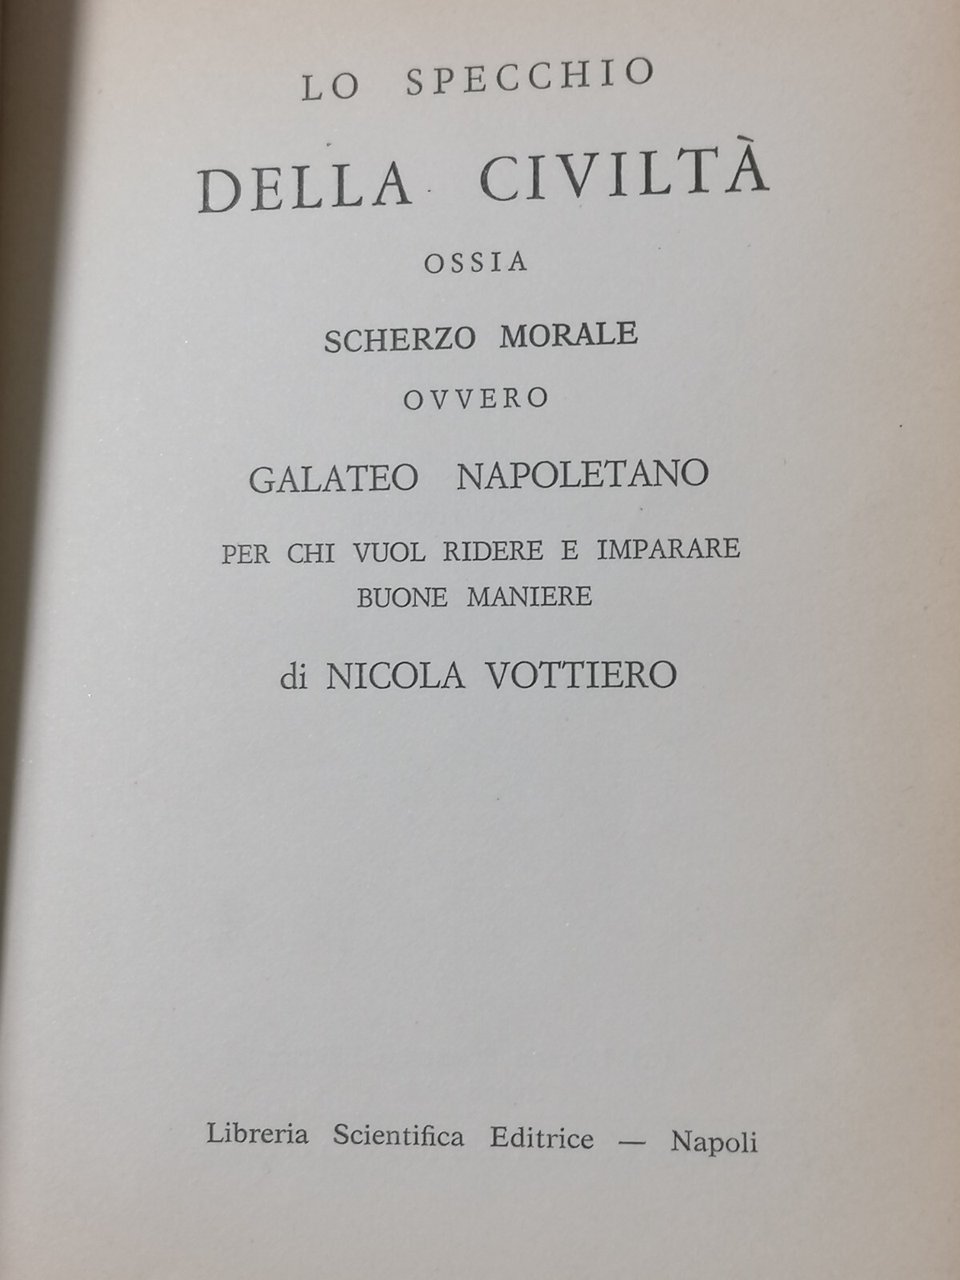 LO SPECCHIO
DELLA CIVILTÀ
OSSIA
SCHERZO MORALE
OVVERO
GALATEO NAPOLETANO
PER CHI VUOL RIDERE E IMPARARE
BUONE MANIERE
di NICOLA VOTTIERO
Libreria Scientifica Editrice — Napoli